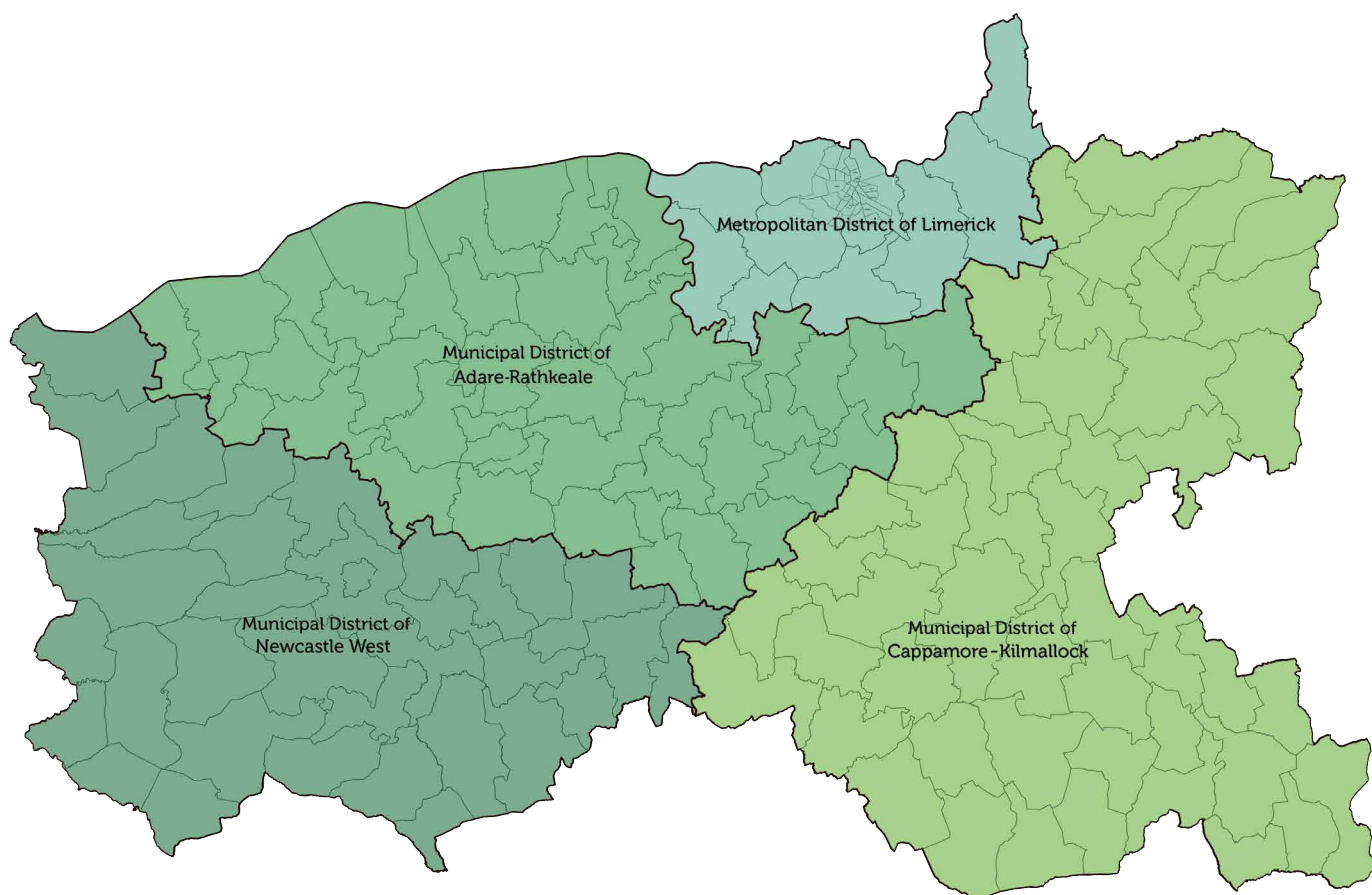 Metropolitan District of Limerick
Municipal District of
Adare-Rathkeale
Municipal District of
Newcastle West
Municipal District of
Cappamore-Kilmallock